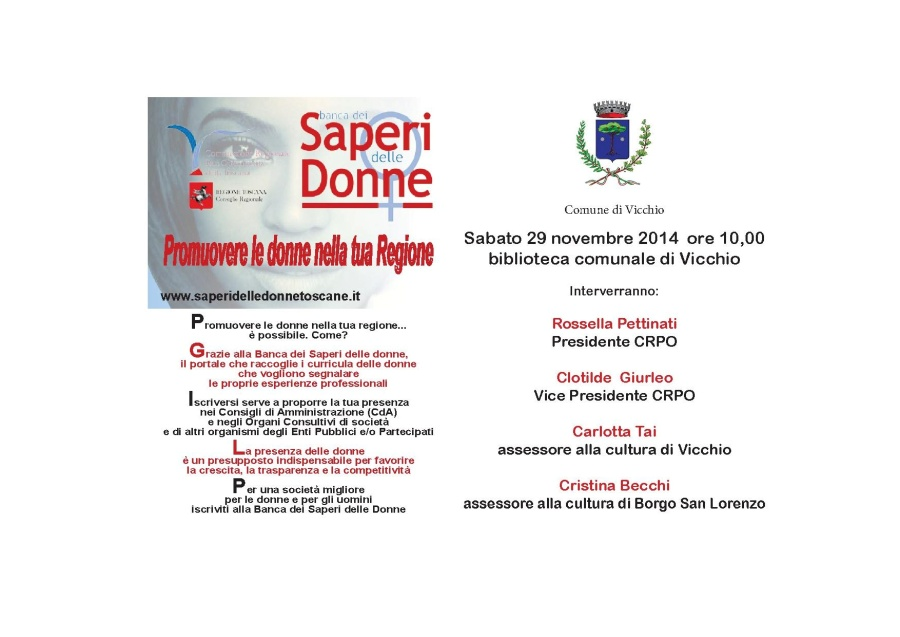 banca dei
Saperi
delle
Donne
REGIONE TOSCANA
Consiglio Regionale
Promuovere le donne nella tua Regione
www.saperidelledonnetoscane.it
Promuovere le donne nella tua regione...
è possibile. Come?
Grazie alla Banca dei Saperi delle donne,
il portale che raccoglie i curricula delle donne
che vogliono segnalare
le proprie esperienze professionali
Iscriversi serve a proporre la tua presenza
nei Consigli di Amministrazione (CdA)
e negli Organi Consultivi di società
e di altri organismi degli Enti Pubblici e/o Partecipati
La presenza delle donne
è un presupposto indispensabile per favorire
la crescita, la trasparenza e la competitività
Per una società migliore
per le donne e per gli uomini
iscriviti alla Banca dei Saperi delle Donne
Comune di Vicchio
Sabato 29 novembre 2014 ore 10,00
biblioteca comunale di Vicchio
Interverranno:
Rossella Pettinati
Presidente CRPO
Clotilde Giurleo
Vice Presidente CRPO
Carlotta Tai
assessore alla cultura di Vicchio
Cristina Becchi
assessore alla cultura di Borgo San Lorenzo